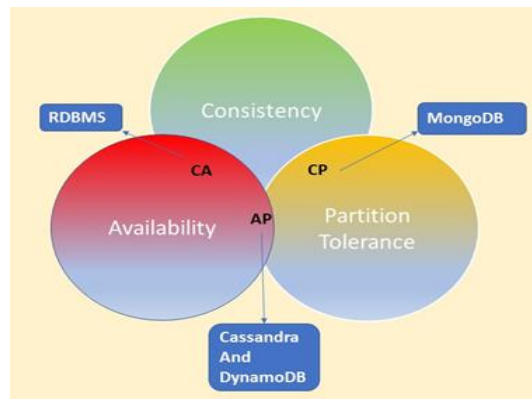 Consistency
RDBMS
MongoDB
CA
CP
Availability
AP
Partition
Tolerance
Cassandra
And
DynamoDB